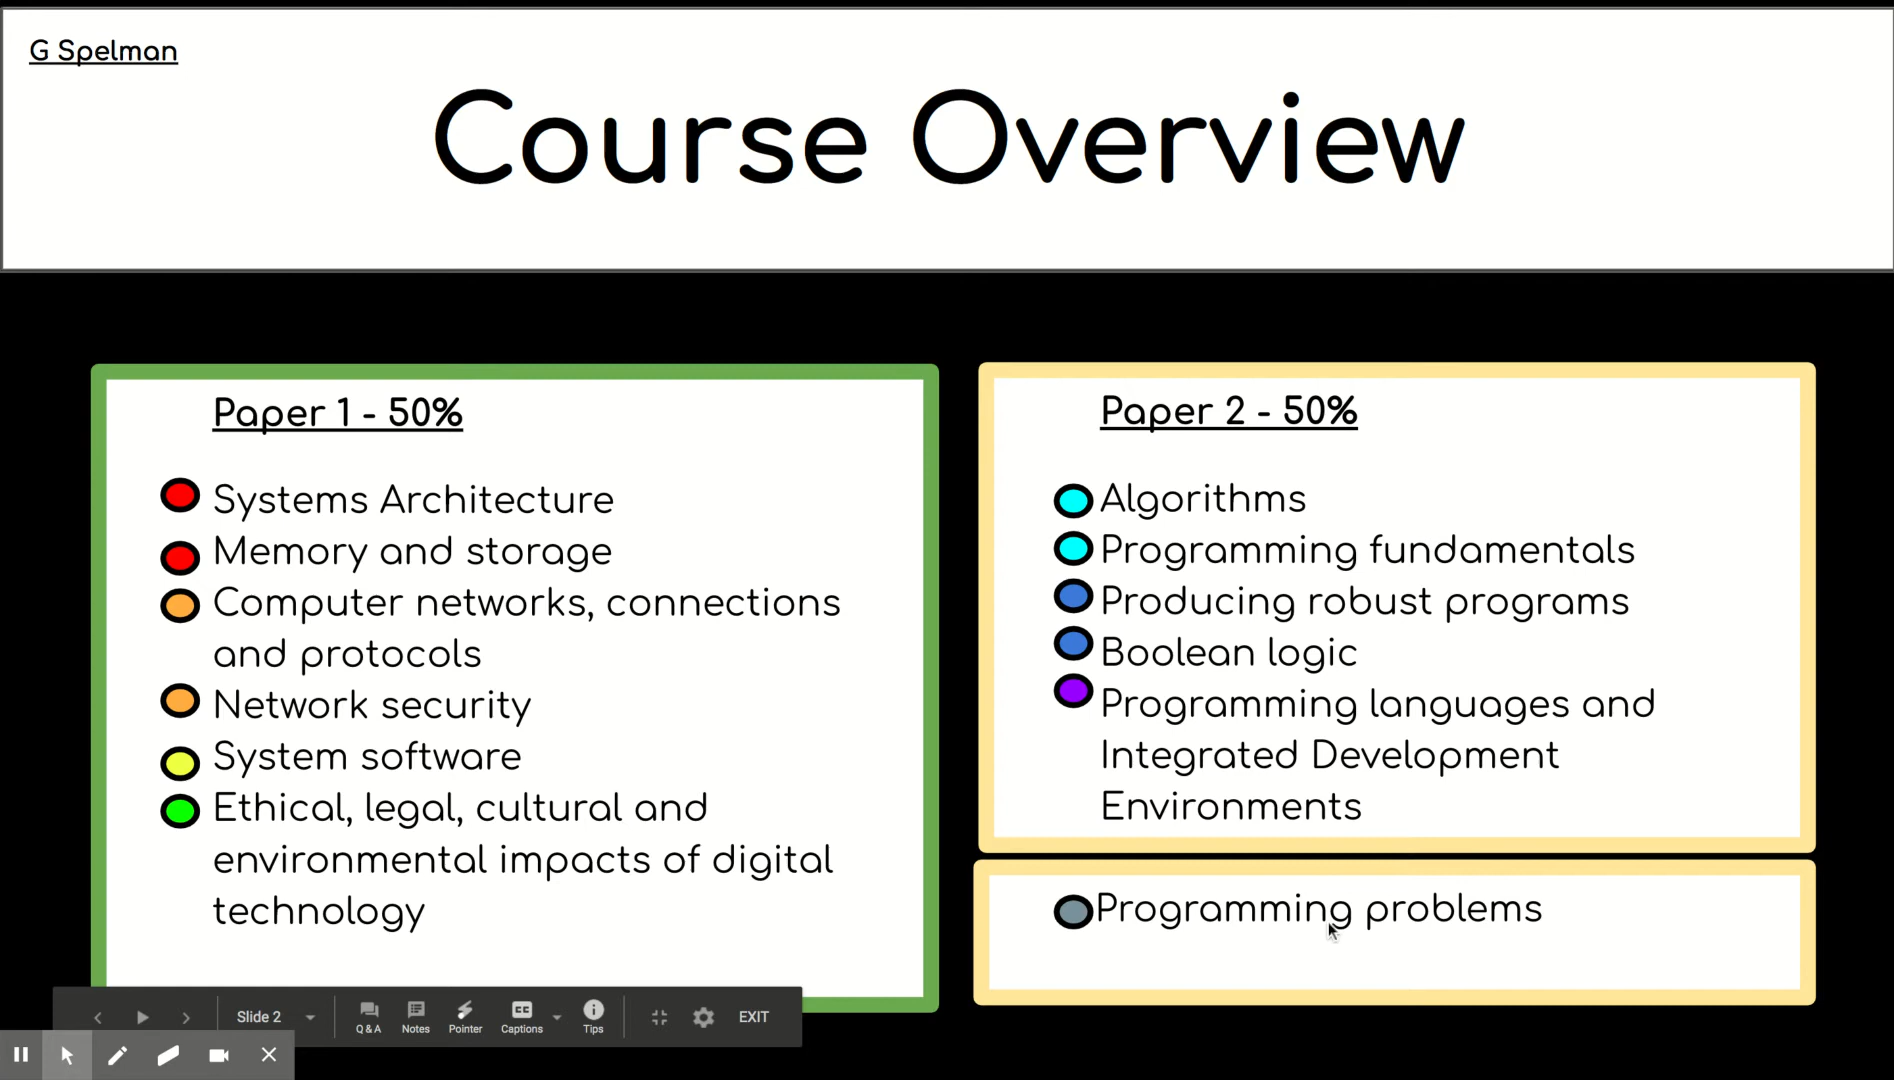 G Spelman
Course Overview
Paper 1 - 50%
Systems Architecture
Memory and storage
Computer networks, connections
and protocols
Network security
System software
Ethical, legal, cultural and
environmental impacts of digital
technology
Paper 2 - 50%
Algorithms
Programming fundamentals
Producing robust programs
Boolean logic
Programming languages and
Integrated Development
Environments
Programming problems
Slide 2
Q & A
Notes
Pointer
CC
Captions
Tips
EXIT